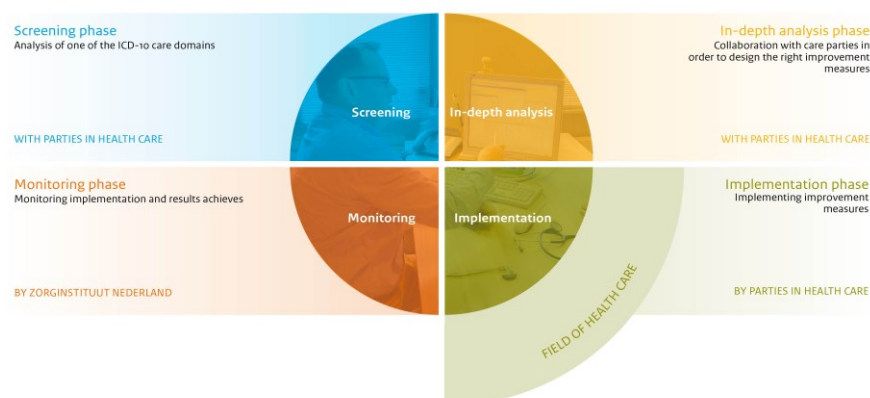 Screening phase
Analysis of one of the ICD-10 care domains
WITH PARTIES IN HEALTH CARE
Screening
In-depth analysis
In-depth analysis phase
Collaboration with care parties in
order to design the right improvement
measures
WITH PARTIES IN HEALTH CARE
Monitoring phase
Monitoring implementation and results achieves
BY ZORGINSTITUUT NEDERLAND
Monitoring
Implementation
Implementation phase
Implementing improvement
measures
BY PARTIES IN HEALTH CARE
FIELD OF HEALTH CARE